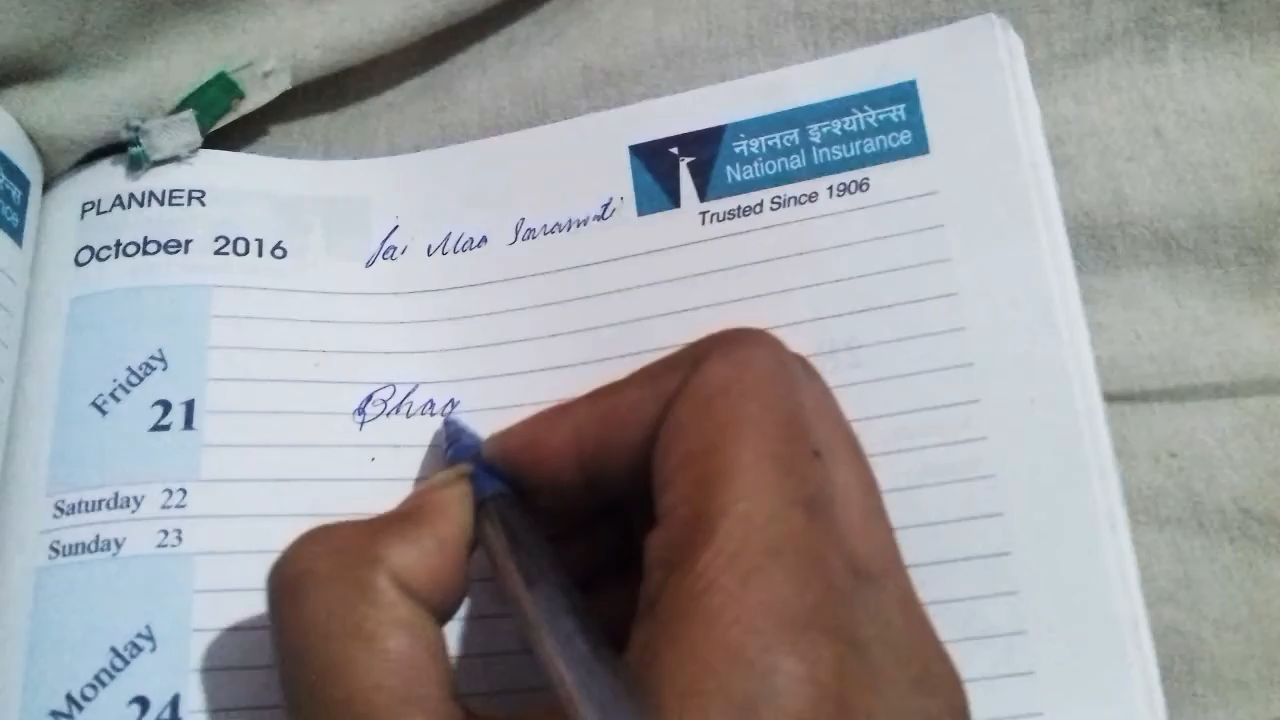 नेशनल इन्श्योरेन्स
National Insurance
Trusted Since 1906
PLANNER
October 2016
Jai Maa Saraswati
Friday
21
Bhag
Saturday 22
Sunday 23
Monday
24